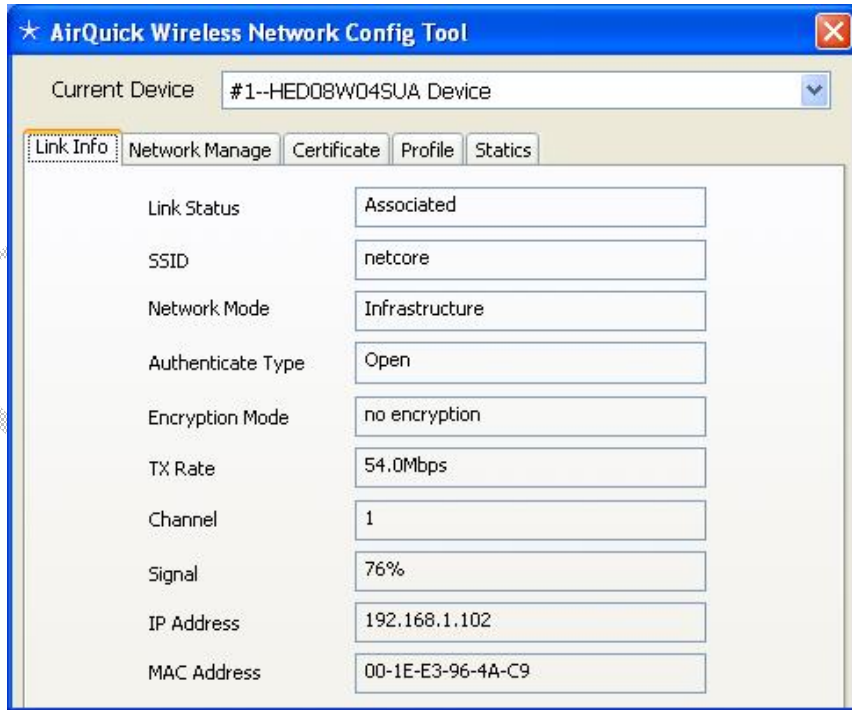 AirQuick Wireless Network Config Tool
Current Device #1--HED08W04SUA Device
Link Info Network Manage Certificate Profile Statics
Link Status Associated
SSID netcore
Network Mode Infrastructure
Authenticate Type Open
Encryption Mode no encryption
TX Rate 54.0Mbps
Channel 1
Signal 76%
IP Address 192.168.1.102
MAC Address 00-1E-E3-96-4A-C9